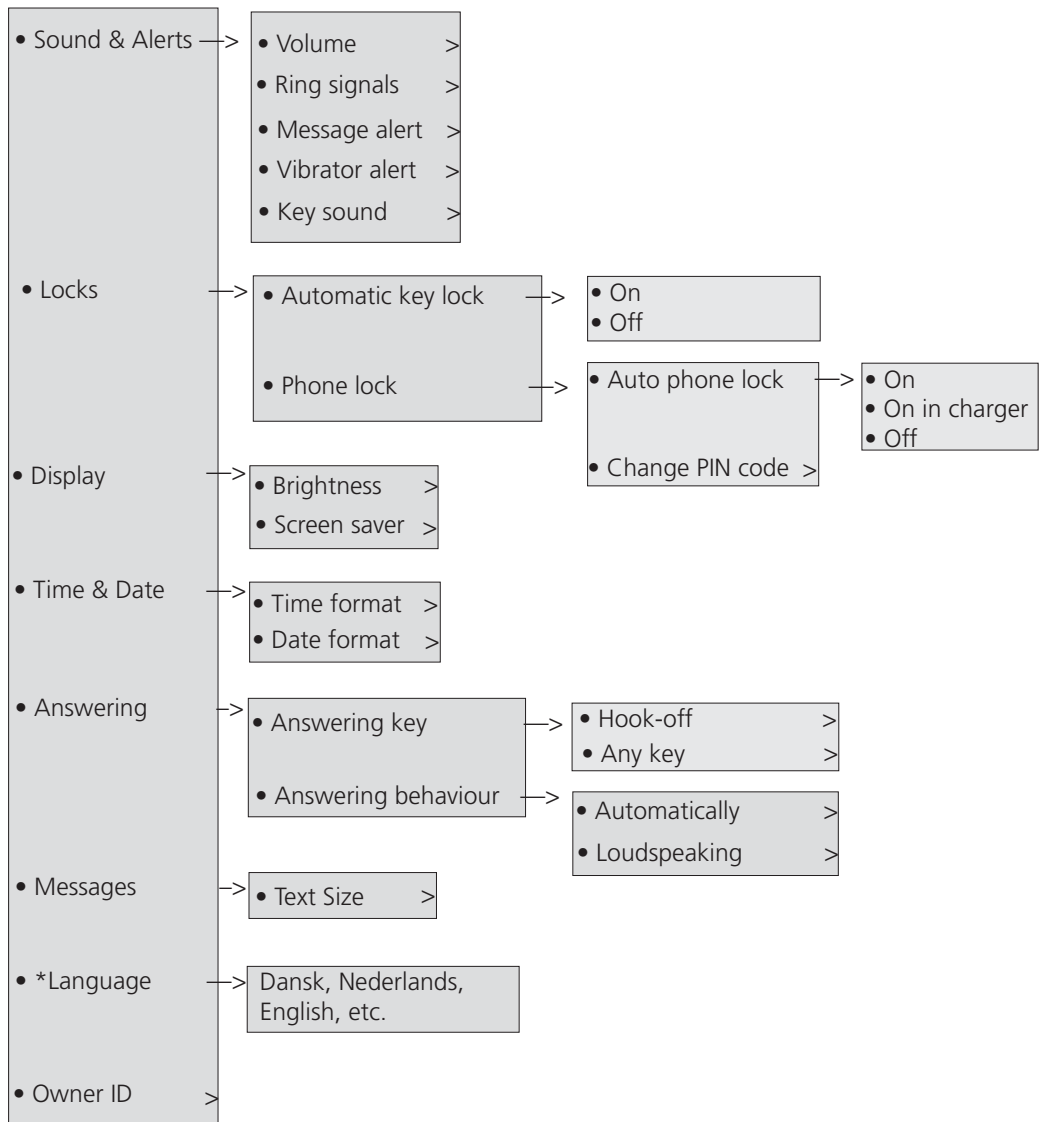 • Sound & Alerts —>
• Volume >
• Ring signals >
• Message alert >
• Vibrator alert >
• Key sound >
• Locks —>
• Automatic key lock —>
• On
• Off
• Phone lock —>
• Auto phone lock —>
• On
• On in charger
• Off
• Change PIN code >
• Display —>
• Brightness >
• Screen saver >
• Time & Date —>
• Time format >
• Date format >
• Answering —>
• Answering key —>
• Hook-off >
• Any key >
• Answering behaviour —>
• Automatically >
• Loudspeaking >
• Messages —>
• Text Size >
• *Language —>
Dansk, Nederlands,
English, etc.
• Owner ID >